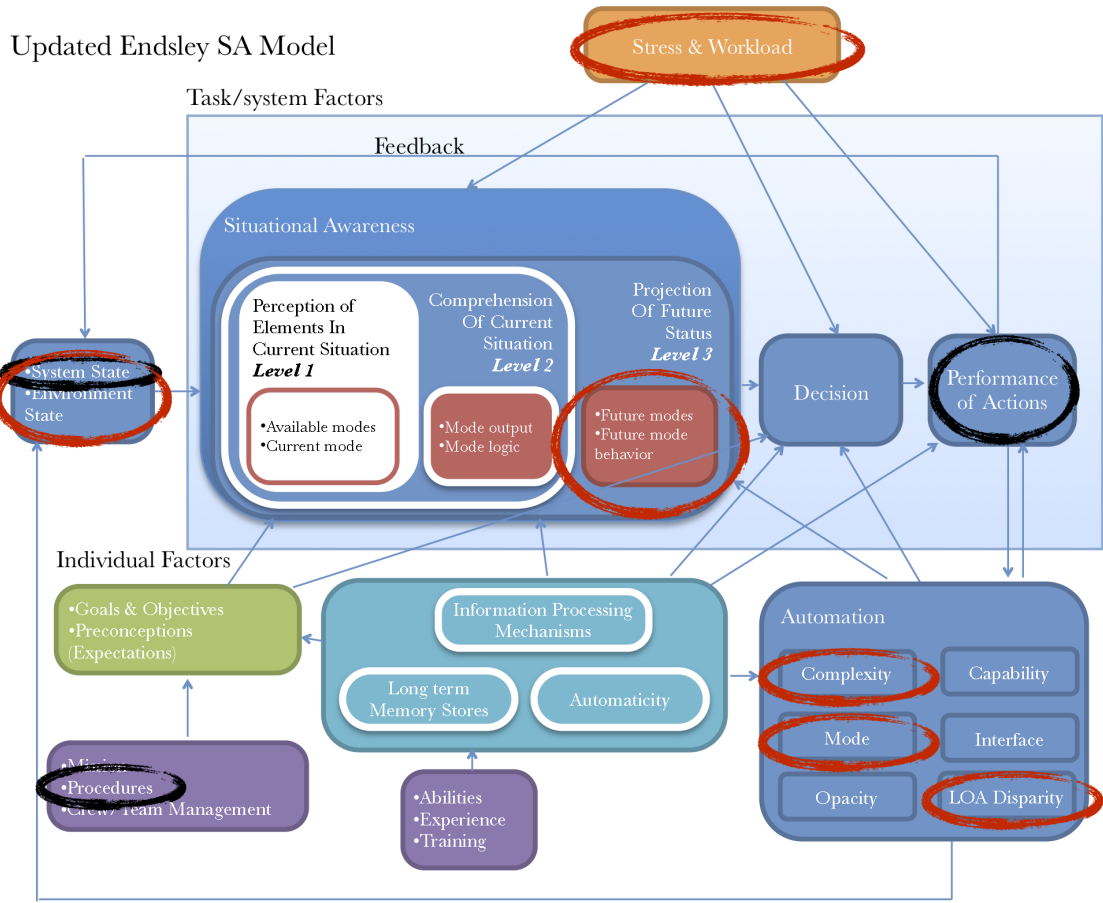 Updated Endsley SA Model
Stress & Workload
Task/system Factors
Feedback
Situational Awareness
Perception of
Elements In
Current Situation
Level 1
•Available modes
•Current mode
Comprehension
Of Current
Situation
Level 2
•Mode output
•Mode logic
Projection
Of Future
Status
Level 3
•Future modes
•Future mode
behavior
•System State
•Environment
State
Decision
Performance
of Actions
Individual Factors
•Goals & Objectives
•Preconceptions
(Expectations)
Information Processing
Mechanisms
Long term
Memory Stores
Automaticity
•Mission
•Procedures
•Crew/Team Management
•Abilities
•Experience
•Training
Automation
Complexity
Capability
Mode
Interface
Opacity
LOA Disparity